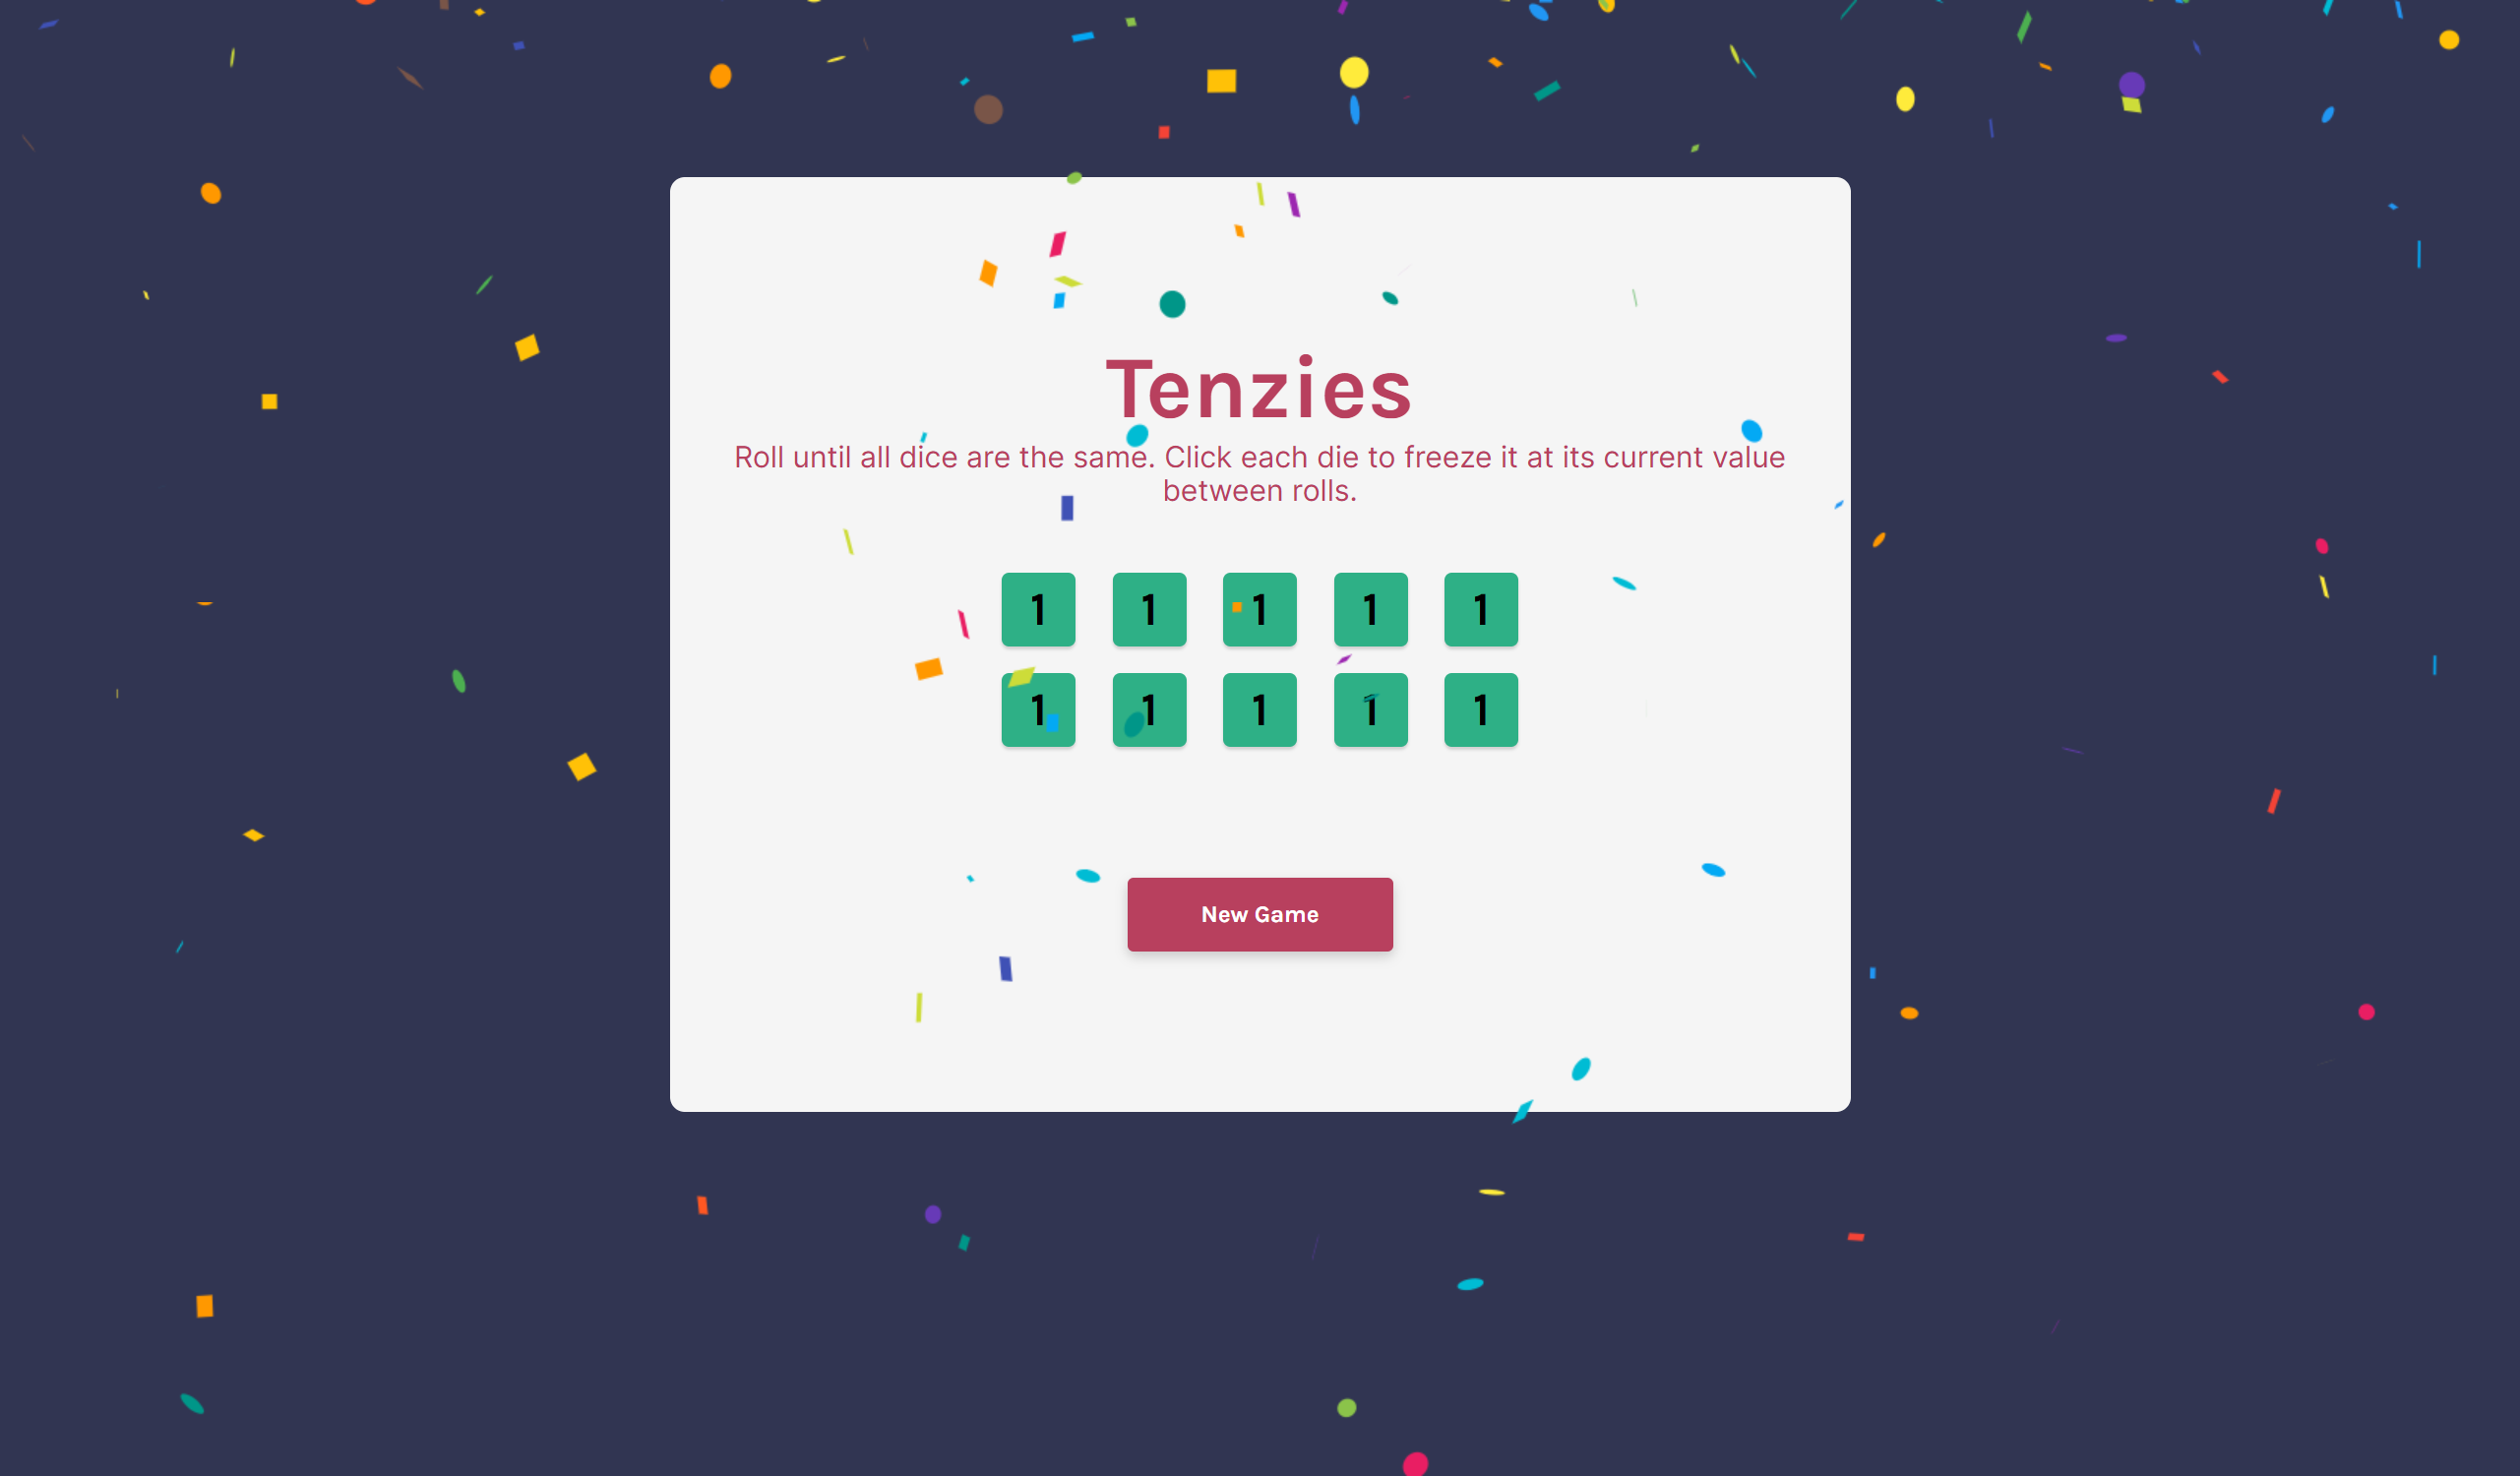 Tenzies
Roll until all dice are the same. Click each die to freeze it at its current value
between rolls.
1 1 1 1 1
1 1 1 1 1
New Game